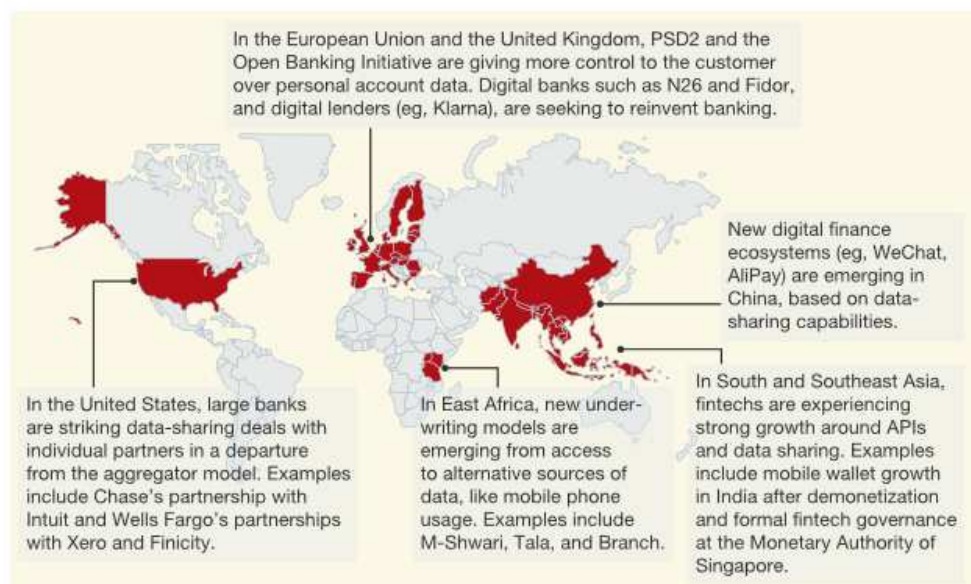 In the European Union and the United Kingdom, PSD2 and the
Open Banking Initiative are giving more control to the customer
over personal account data. Digital banks such as N26 and Fidor,
and digital lenders (eg, Klarna), are seeking to reinvent banking.
New digital finance
ecosystems (eg, WeChat,
AliPay) are emerging in
China, based on data-
sharing capabilities.
In the United States, large banks
are striking data-sharing deals with
individual partners in a departure
from the aggregator model. Examples
include Chase's partnership with
Intuit and Wells Fargo's partnerships
with Xero and Finicity.
In East Africa, new under-
writing models are
emerging from access
to alternative sources of
data, like mobile phone
usage. Examples include
M-Shwari, Tala, and Branch.
In South and Southeast Asia,
fintechs are experiencing
strong growth around APIs
and data sharing. Examples
include mobile wallet growth
in India after demonetization
and formal fintech governance
at the Monetary Authority of
Singapore.